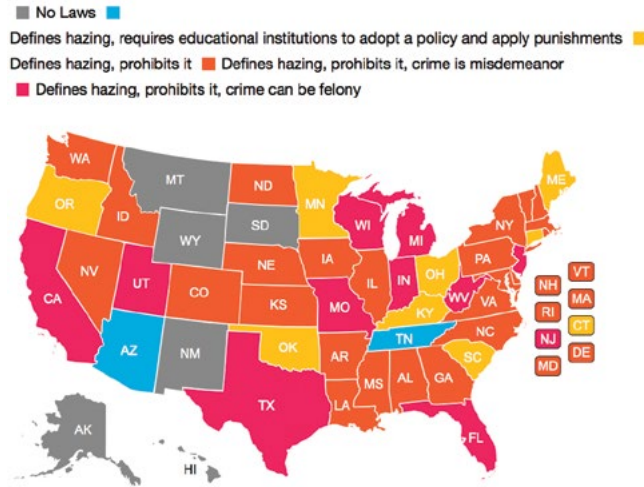 No Laws
Defines hazing, requires educational institutions to adopt a policy and apply punishments
Defines hazing, prohibits it Defines hazing, prohibits it, crime is misdemeanor
Defines hazing, prohibits it, crime can be felony
WA
MT
ND
MN
ME
OR
ID
SD
WI
MI
NY
WY
IA
PA
NV
NE
IL
IN
OH
UT
CO
KS
MO
WV
VA
KY
CA
NH
VT
RI
MA
NJ
CT
MD
DE
AZ
NM
OK
AR
TN
NC
SC
MS
AL
GA
TX
LA
FL
AK
HI